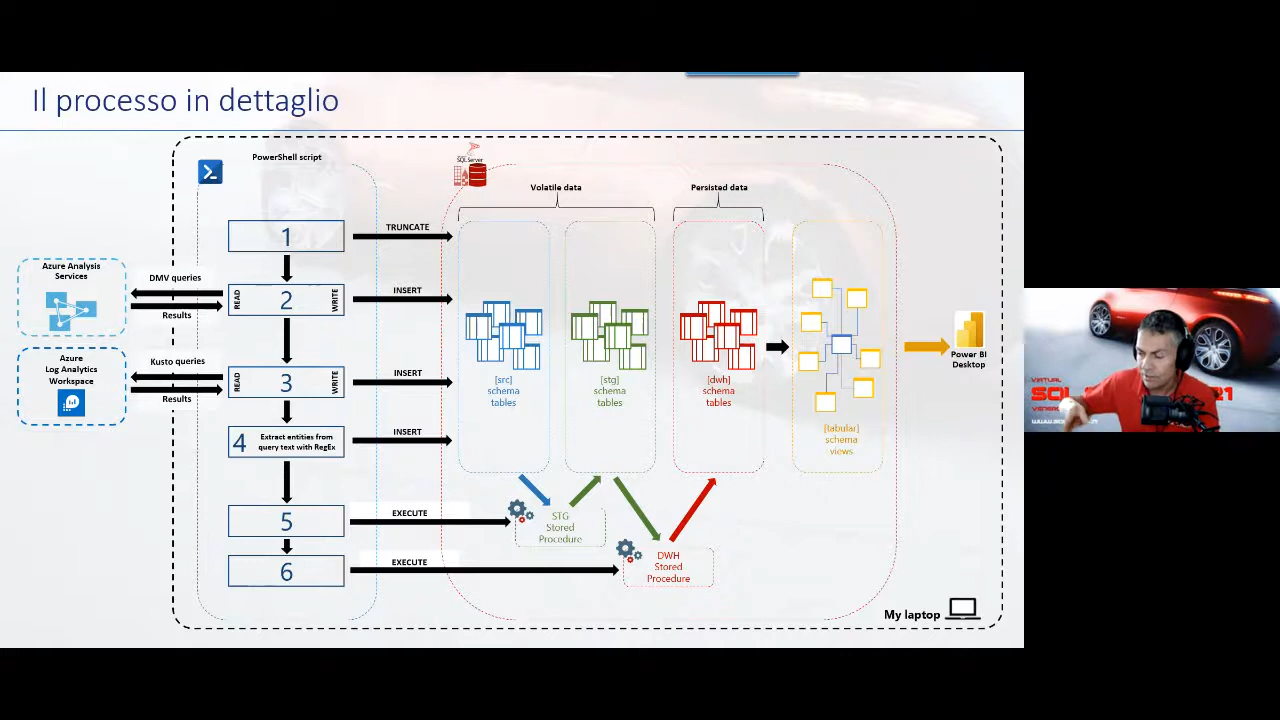 Il processo in dettaglio
PowerShell script
SQL Server
Volatile data
Persisted data
1
TRUNCATE
Azure Analysis
Services
DMV queries
Results
READ
2
WRITE
INSERT
Azure
Log Analytics
Workspace
Kusto queries
Results
READ
3
WRITE
INSERT
4
Extract entities from
query text with RegEx
INSERT
[src]
schema
tables
[stg]
schema
tables
[dwh]
schema
tables
[tabular]
schema
views
Power BI
Desktop
5
EXECUTE
STG
Stored
Procedure
6
EXECUTE
DWH
Stored
Procedure
My laptop
VIRTUAL
21